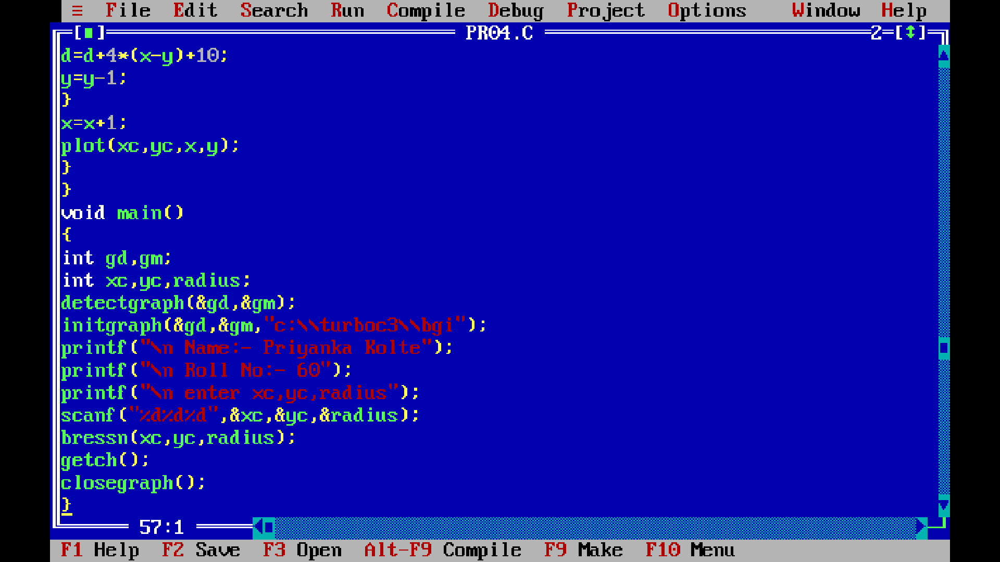 ≡ File Edit Search Run Compile Debug Project Options Window Help
[■] PRO4.C 2=[↕]
d=d+4*(x-y)+10;
y=y-1;
}
x=x+1;
plot(xc,yc,x,y);
}
}
void main()
{
int gd,gm;
int xc,yc,radius;
detectgraph(&gd,&gm);
initgraph(&gd,&gm,"c:\\turboc3\\bgi");
printf("\n Name:- Priyanka Kolte");
printf("\n Roll No:- 60");
printf("\n enter xc,yc,radius");
scanf("%d%d%d",&xc,&yc,&radius);
bressn(xc,yc,radius);
getch();
closegraph();
}
57:1
F1 Help F2 Save F3 Open Alt-F9 Compile F9 Make F10 Menu